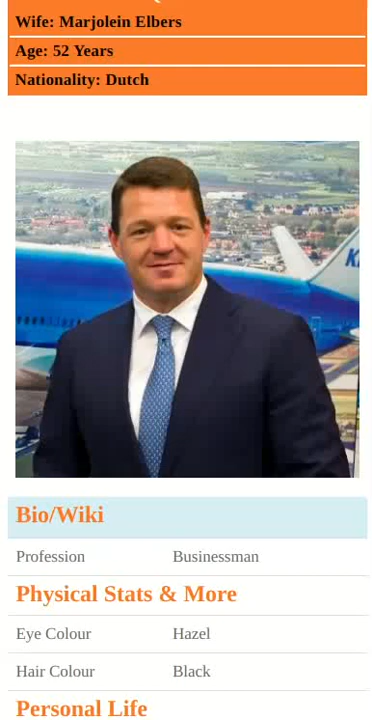 Wife: Marjolein Elbers
Age: 52 Years
Nationality: Dutch
Bio/Wiki
Profession Businessman
Physical Stats & More
Eye Colour Hazel
Hair Colour Black
Personal Life